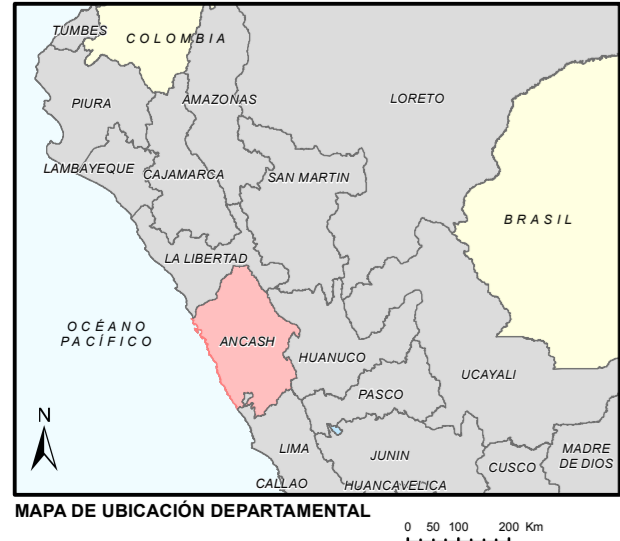 TUMBES
COLOMBIA
PIURA
AMAZONAS
LORETO
LAMBAYEQUE
CAJAMARCA
SAN MARTIN
BRASIL
LA LIBERTAD
OCÉANO
PACÍFICO
ANCASH
HUANUCO
UCAYALI
PASCO
N
LIMA
JUNIN
CUSCO
MADRE
DE DIOS
CALLAO
HUANCAVELICA
MAPA DE UBICACIÓN DEPARTAMENTAL
0 50 100 200 Km